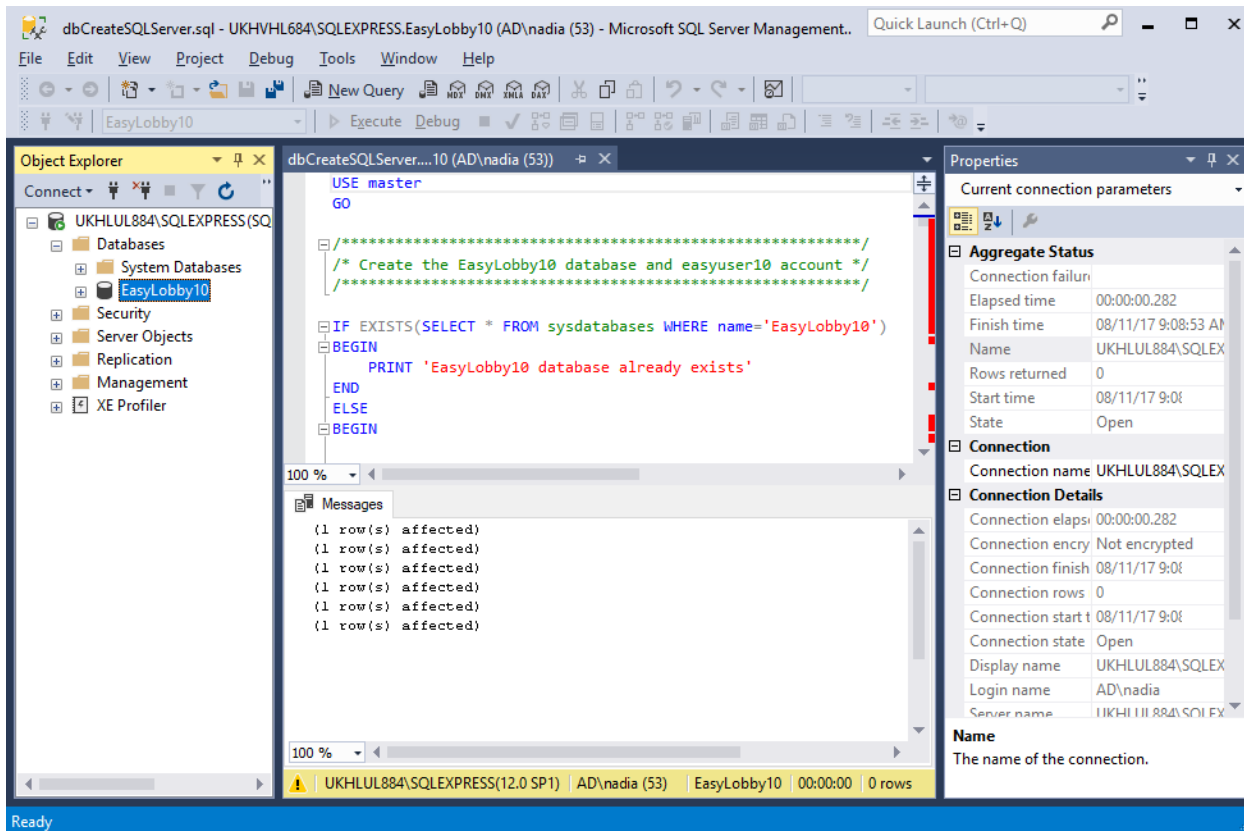 dbCreateSQLServer.sql - UKHVHL684\SQLEXPRESS.EasyLobby10 (AD\nadia (53) - Microsoft SQL Server Management..
Quick Launch (Ctrl+Q)
File Edit View Project Debug Tools Window Help
New Query MDX DMX XMLA DAX
EasyLobby10 Execute Debug
Object Explorer
Connect
UKHLUL884\SQLEXPRESS(SQ
Databases
System Databases
EasyLobby10
Security
Server Objects
Replication
Management
XE Profiler
dbCreateSQLServer....10 (AD\nadia (53))
USE master
GO
/***********************************************************/
/* Create the EasyLobby10 database and easyuser10 account */
/***********************************************************/
IF EXISTS(SELECT * FROM sysdatabases WHERE name='EasyLobby10')
BEGIN
PRINT 'EasyLobby10 database already exists'
END
ELSE
BEGIN
100 %
Messages
(1 row(s) affected)
(1 row(s) affected)
(1 row(s) affected)
(1 row(s) affected)
(1 row(s) affected)
(1 row(s) affected)
100 %
UKHLUL884\SQLEXPRESS(12.0 SP1) AD\nadia (53) EasyLobby10 00:00:00 0 rows
Properties
Current connection parameters
Aggregate Status
Connection failur
Elapsed time 00:00:00.282
Finish time 08/11/17 9:08:53 AM
Name UKHLUL884\SQLEX
Rows returned 0
Start time 08/11/17 9:08
State Open
Connection
Connection name UKHLUL884\SQLEX
Connection Details
Connection elaps 00:00:00.282
Connection encry Not encrypted
Connection finish 08/11/17 9:08
Connection rows 0
Connection start t 08/11/17 9:08
Connection state Open
Display name UKHLUL884\SQLEX
Login name AD\nadia
Server name UKHLUL884\SQLEX
Name
The name of the connection.
Ready